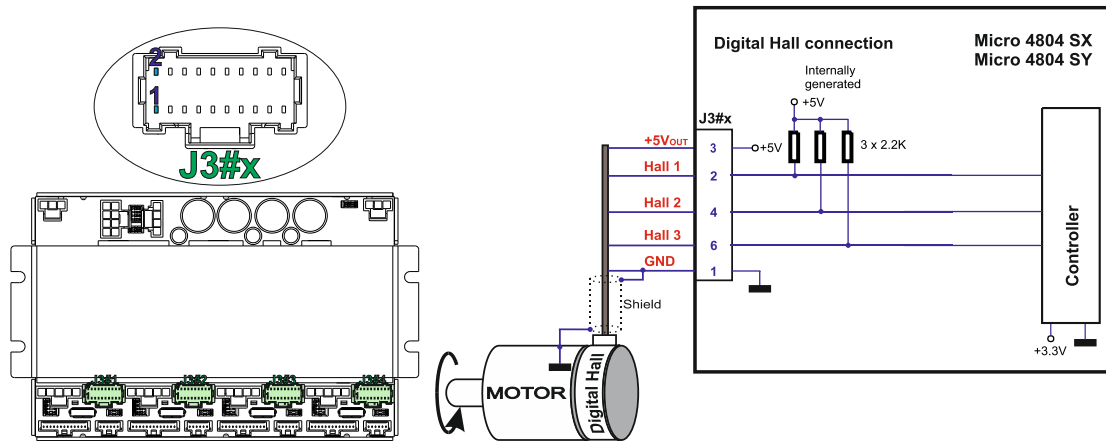 2
1
J3#x
J3#1
J3#2
J3#3
J3#4
Digital Hall connection
Micro 4804 SX
Micro 4804 SY
Internally
generated
+5V
J3#x
+5VOUT
3
+5V
3 x 2.2K
Hall 1
2
Hall 2
4
Hall 3
6
GND
1
Shield
Controller
+3.3V
MOTOR
Digital Hall